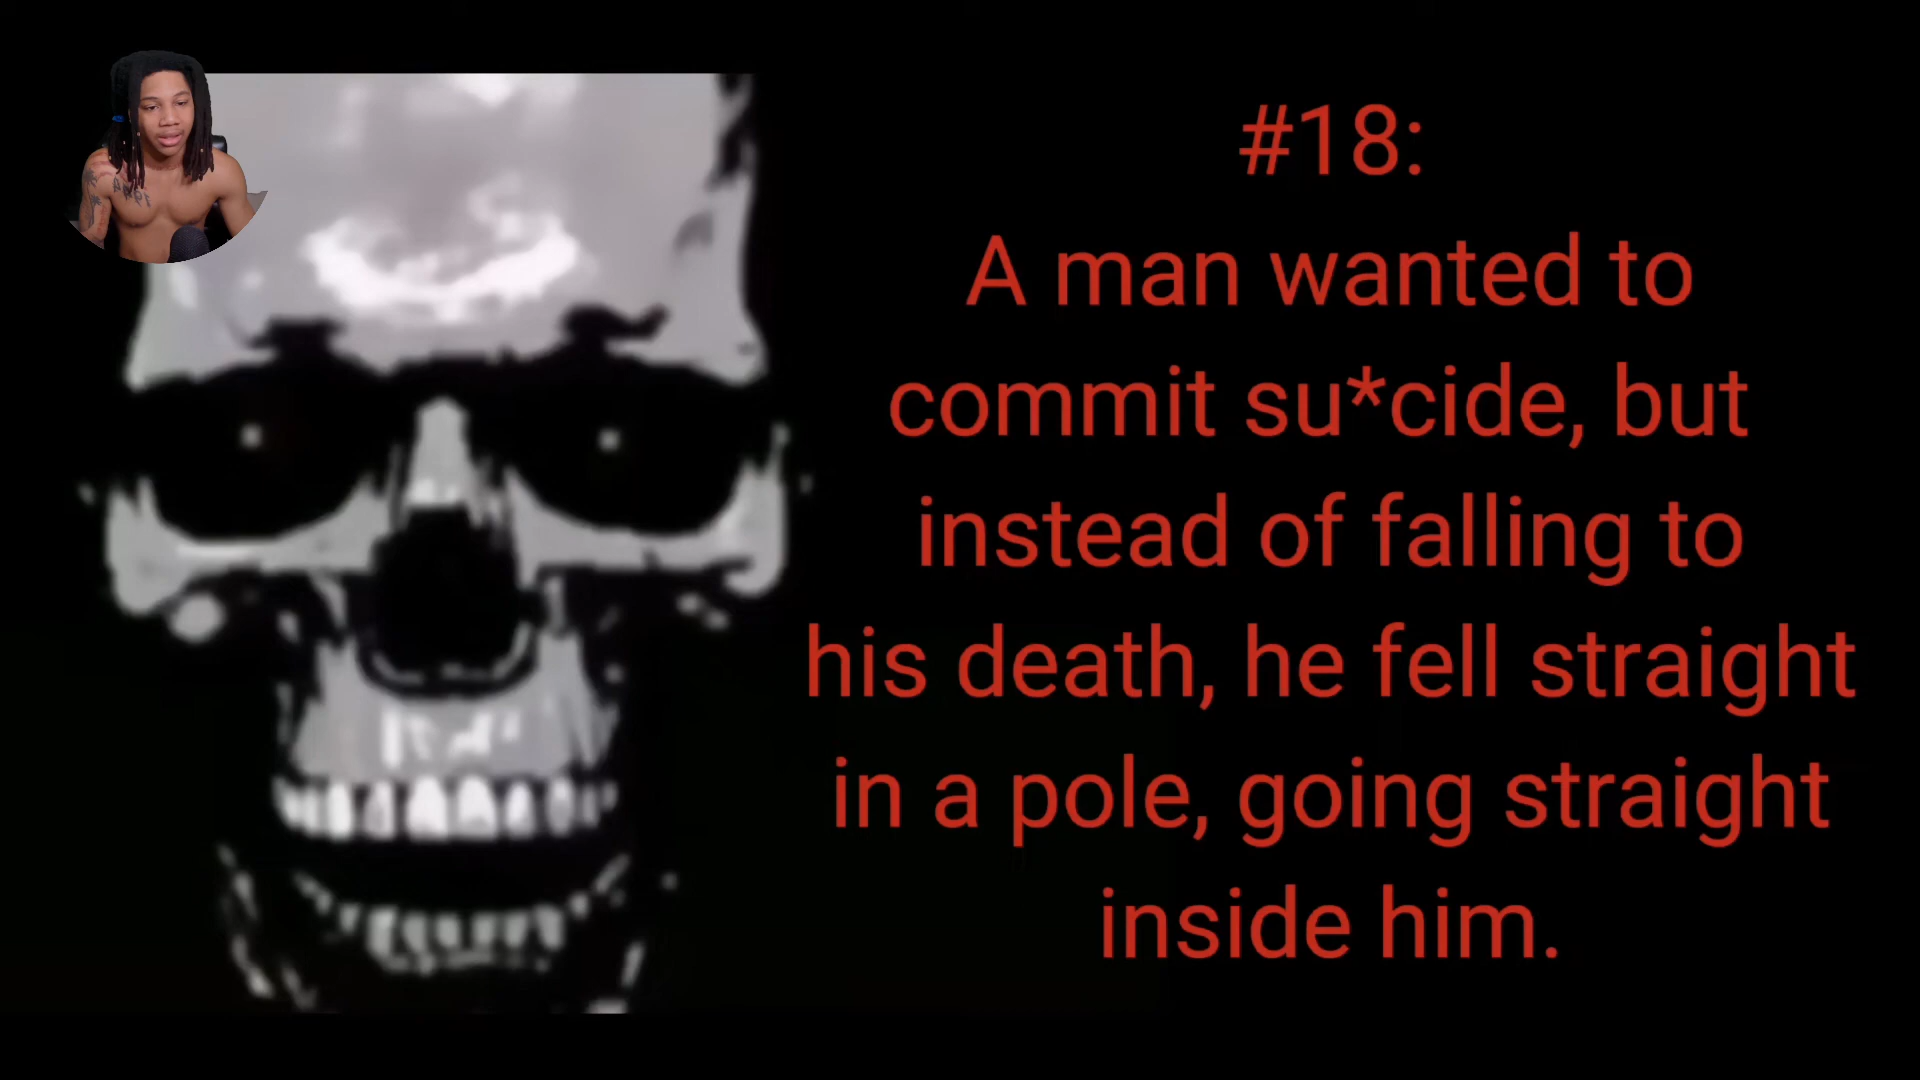 #18:
A man wanted to
commit su*cide, but
instead of falling to
his death, he fell straight
in a pole, going straight
inside him.